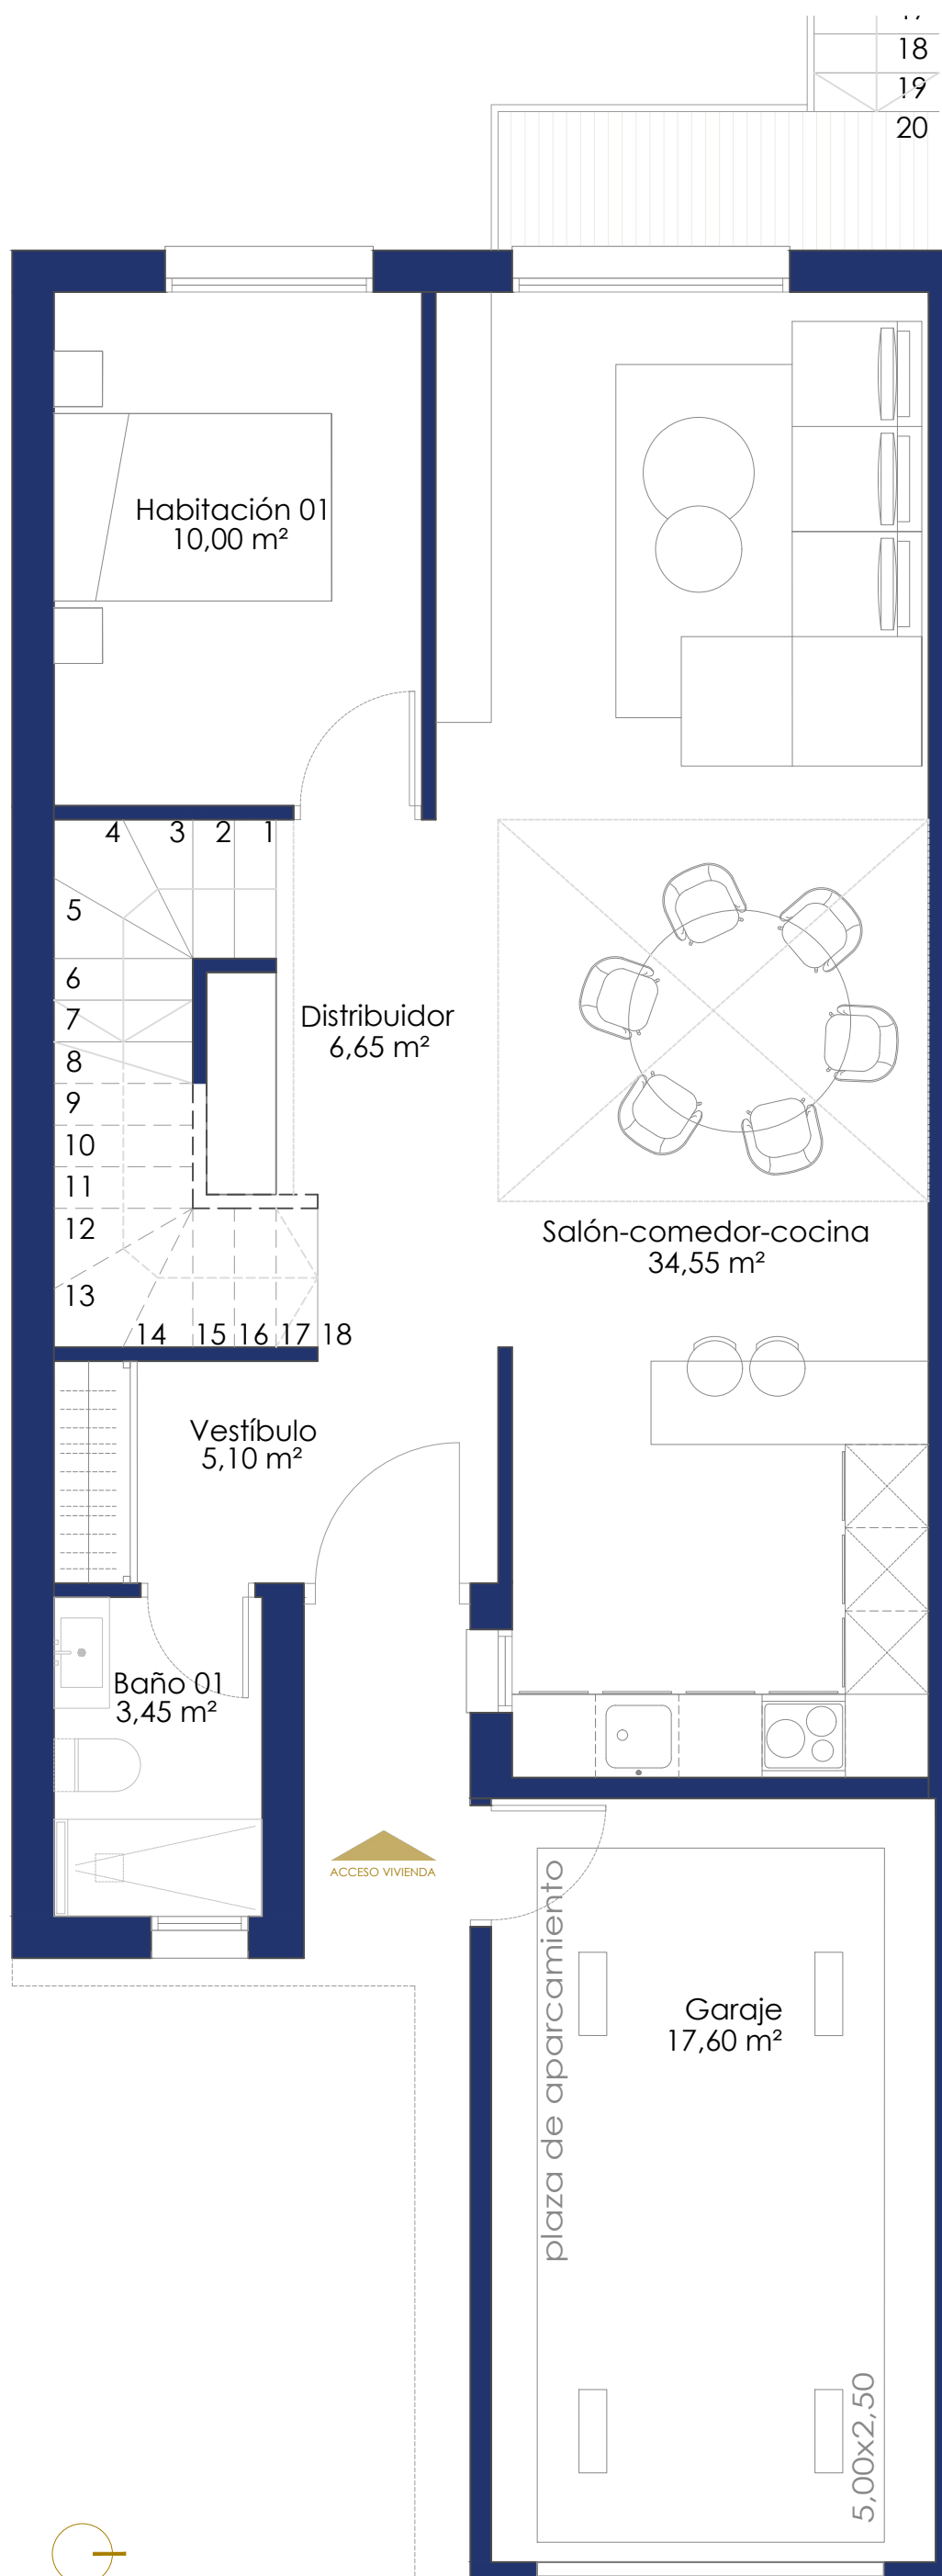 18
19
20
Habitación 01
10,00 m²
4
3
2
1
5
6
7
8
9
10
11
12
13
14
15
16
17
18
Distribuidor
6,65 m²
Salón-comedor-cocina
34,55 m²
Vestíbulo
5,10 m²
Baño 01
3,45 m²
ACCESO VIVIENDA
plaza de aparcamiento
Garaje
17,60 m²
5,00x2,50